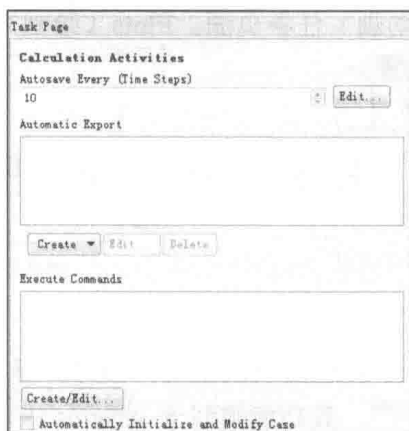 Task Page
Calculation Activities
Autosave Every (Time Steps)
10
Edit...
Automatic Export
Create
Edit
Delete
Execute Commands
Create/Edit...
Automatically Initialize and Modify Case